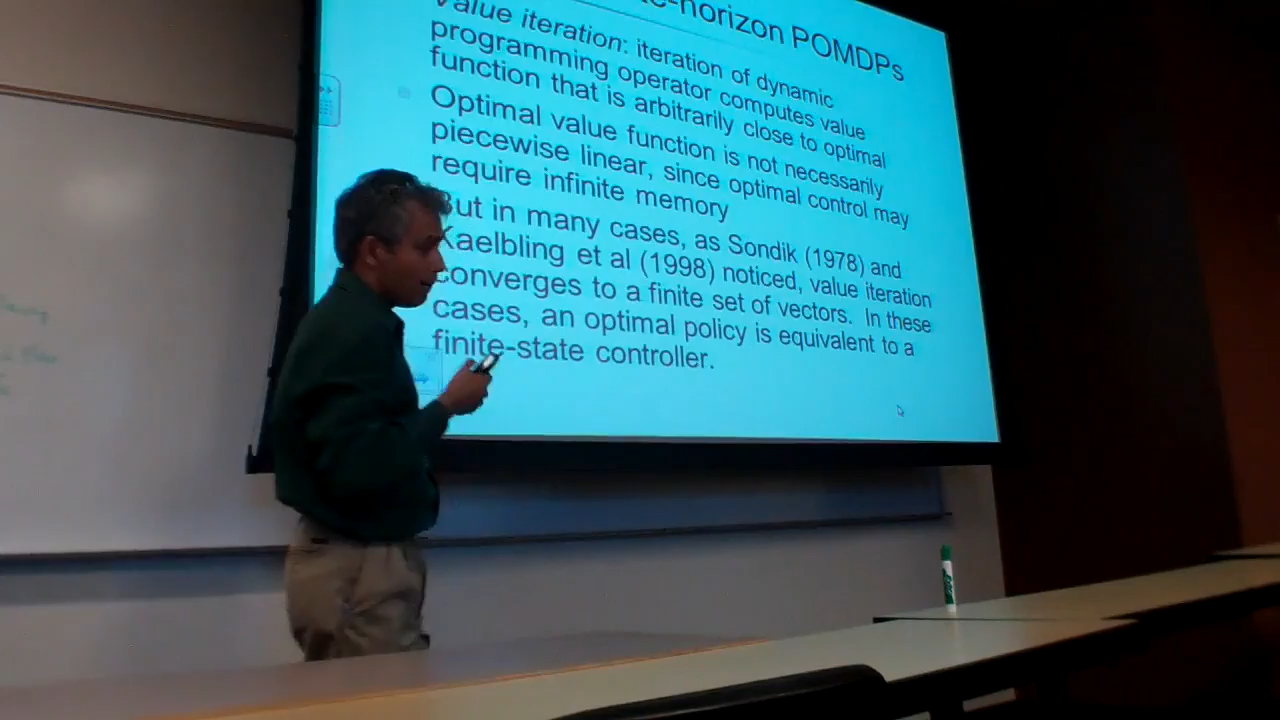 -horizon POMDPs
Value iteration: iteration of dynamic
programming operator computes value
function that is arbitrarily close to optimal
Optimal value function is not necessarily
piecewise linear, since optimal control may
require infinite memory
But in many cases, as Sondik (1978) and
Kaelbling et al (1998) noticed, value iteration
converges to a finite set of vectors. In these
cases, an optimal policy is equivalent to a
finite-state controller.